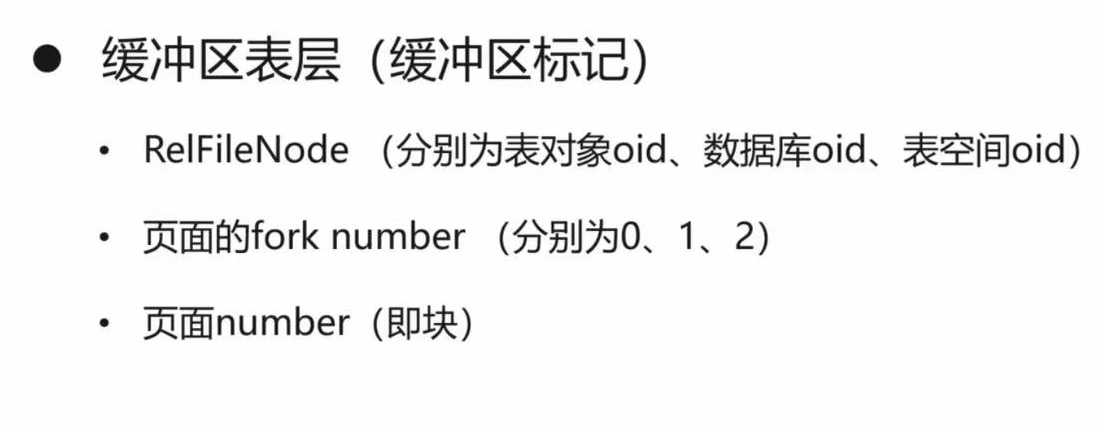 ● 缓冲区表层（缓冲区标记）
• RelFileNode （分别为表对象oid、数据库oid、表空间oid）
• 页面的fork number （分别为0、1、2）
• 页面number（即块）